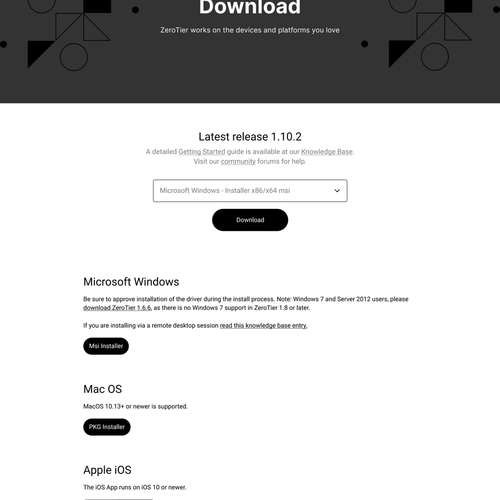 Download
ZeroTier works on the devices and platforms you love
Latest release 1.10.2
A detailed Getting Started guide is available at our Knowledge Base.
Visit our community forums for help.
Microsoft Windows - Installer x86/x64 msi
Download
Microsoft Windows
Be sure to approve installation of the driver during the install process. Note: Windows 7 and Server 2012 users, please
download ZeroTier 1.6.6, as there is no Windows 7 support in ZeroTier 1.8 or later.
If you are installing via a remote desktop session read this knowledge base entry.
Msi Installer
Mac OS
MacOS 10.13+ or newer is supported.
PKG Installer
Apple iOS
The iOS App runs on iOS 10 or newer.